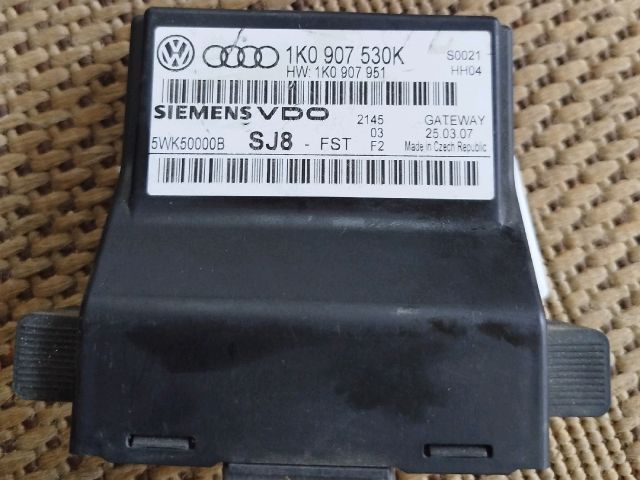 1K0 907 530K S0021
HW: 1K0 907 951 HH04
SIEMENS VDO 2145 GATEWAY
03 25.03.07
5WK50000B SJ8 - FST F2 Made in Czech Republic